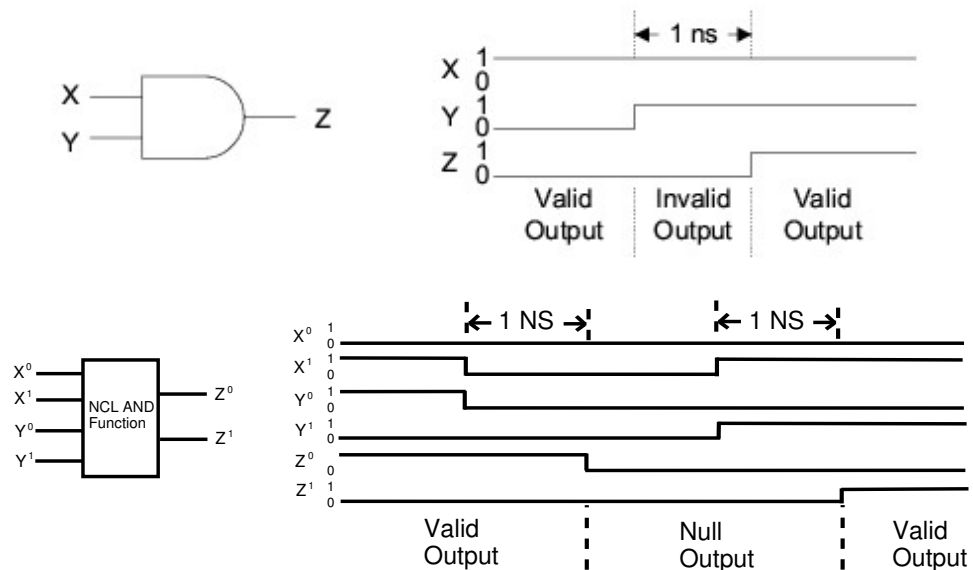 X
Y
Z
1 ns
X 1
0
Y 1
0
Z 1
0
Valid Output
Invalid Output
Valid Output
X⁰
X¹
Y⁰
Y¹
NCL AND
Function
Z⁰
Z¹
1 NS
1 NS
X⁰ 1
0
X¹ 1
0
Y⁰ 1
0
Y¹ 1
0
Z⁰
0
Z¹ 1
0
Valid Output
Null Output
Valid Output